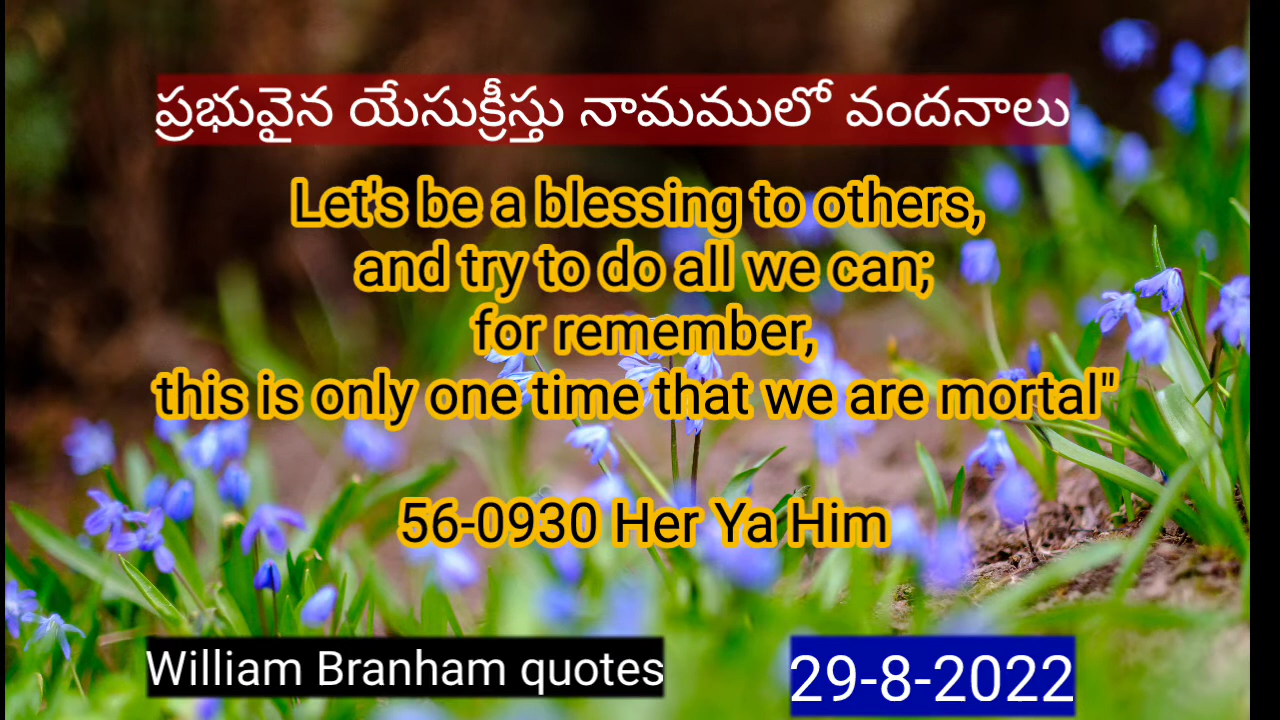 ప్రభువైన యేసుక్రీస్తు నామములో వందనాలు
Let's be a blessing to others,
and try to do all we can;
for remember,
this is only one time that we are mortal"
56-0930 Her Ya Him
William Branham quotes
29-8-2022